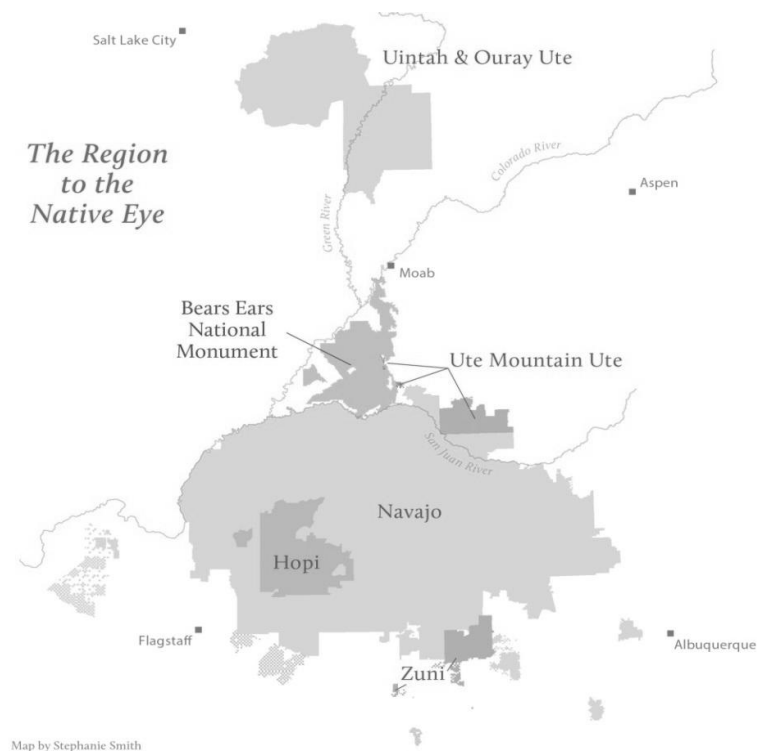 Salt Lake City
Uintah & Ouray Ute
The Region
to the
Native Eye
Colorado River
Aspen
Green River
Moab
Bears Ears
National
Monument
Ute Mountain Ute
San Juan River
Navajo
Hopi
Flagstaff
Albuquerque
Zuni
Map by Stephanie Smith